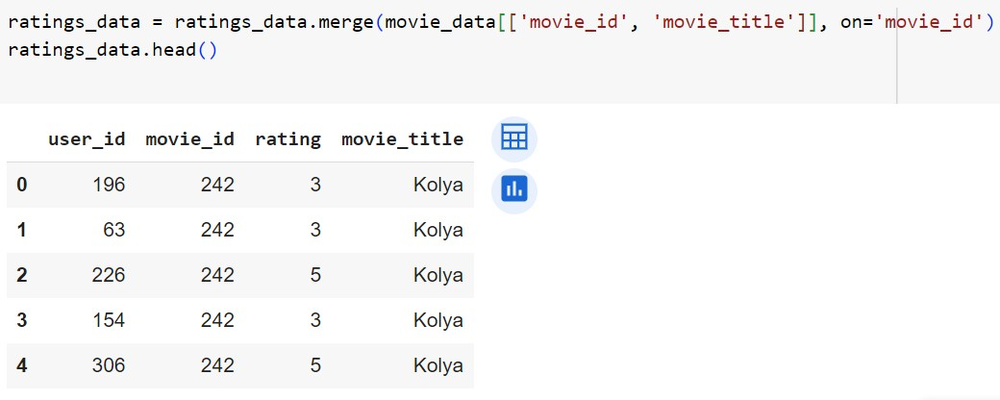 ratings_data = ratings_data.merge(movie_data[['movie_id', 'movie_title']], on='movie_id')
ratings_data.head()
user_id movie_id rating movie_title
0 196 242 3 Kolya
1 63 242 3 Kolya
2 226 242 5 Kolya
3 154 242 3 Kolya
4 306 242 5 Kolya